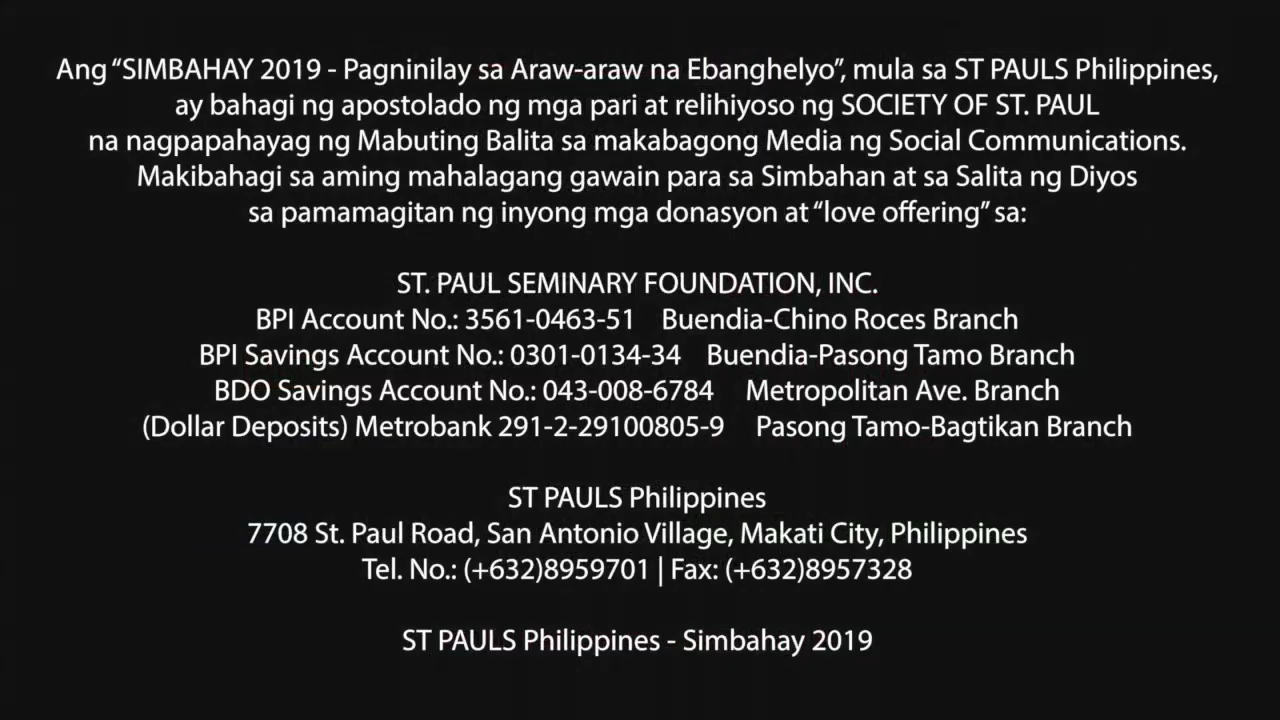 Ang “SIMBAHAY 2019 - Pagninilay sa Araw-araw na Ebanghelyo”, mula sa ST PAULS Philippines,
ay bahagi ng apostolado ng mga pari at relihiyoso ng SOCIETY OF ST. PAUL
na nagpapahayag ng Mabuting Balita sa makabagong Media ng Social Communications.
Makibahagi sa aming mahalagang gawain para sa Simbahan at sa Salita ng Diyos
sa pamamagitan ng inyong mga donasyon at “love offering” sa:
ST. PAUL SEMINARY FOUNDATION, INC.
BPI Account No.: 3561-0463-51 Buendia-Chino Roces Branch
BPI Savings Account No.: 0301-0134-34 Buendia-Pasong Tamo Branch
BDO Savings Account No.: 043-008-6784 Metropolitan Ave. Branch
(Dollar Deposits) Metrobank 291-2-29100805-9 Pasong Tamo-Bagtikan Branch
ST PAULS Philippines
7708 St. Paul Road, San Antonio Village, Makati City, Philippines
Tel. No.: (+632)8959701 | Fax: (+632)8957328
ST PAULS Philippines - Simbahay 2019